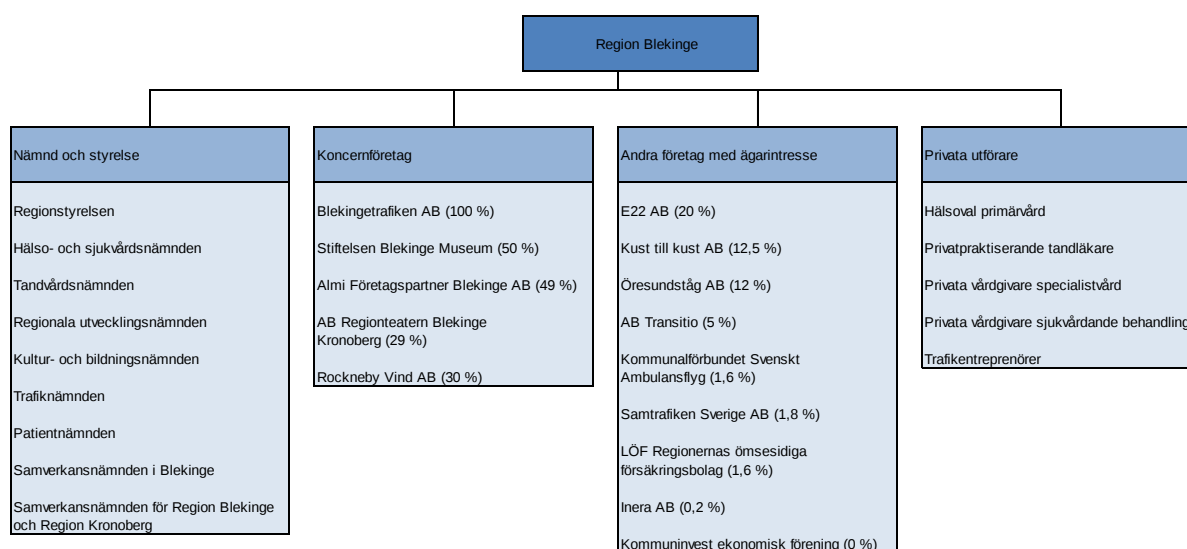 Region Blekinge
Nämnd och styrelse
Regionstyrelsen
Hälso- och sjukvårdsnämnden
Tandvårdsnämnden
Regionala utvecklingsnämnden
Kultur- och bildningsnämnden
Trafiknämnden
Patientnämnden
Samverkansnämnden i Blekinge
Samverkansnämnden för Region Blekinge
och Region Kronoberg
Koncernföretag
Blekingetrafiken AB (100 %)
Stiftelsen Blekinge Museum (50 %)
Almi Företagspartner Blekinge AB (49 %)
AB Regionteatern Blekinge
Kronoberg (29 %)
Rockneby Vind AB (30 %)
Andra företag med ägarintresse
E22 AB (20 %)
Kust till kust AB (12,5 %)
Öresundståg AB (12 %)
AB Transitio (5 %)
Kommunalförbundet Svenskt
Ambulansflyg (1,6 %)
Samtrafiken Sverige AB (1,8 %)
LÖF Regionernas ömsesidiga
försäkringsbolag (1,6 %)
Inera AB (0,2 %)
Kommuninvest ekonomisk förening (0 %)
Privata utförare
Hälsoval primärvård
Privatpraktiserande tandläkare
Privata vårdgivare specialistvård
Privata vårdgivare sjukvårdande behandling
Trafikentreprenörer